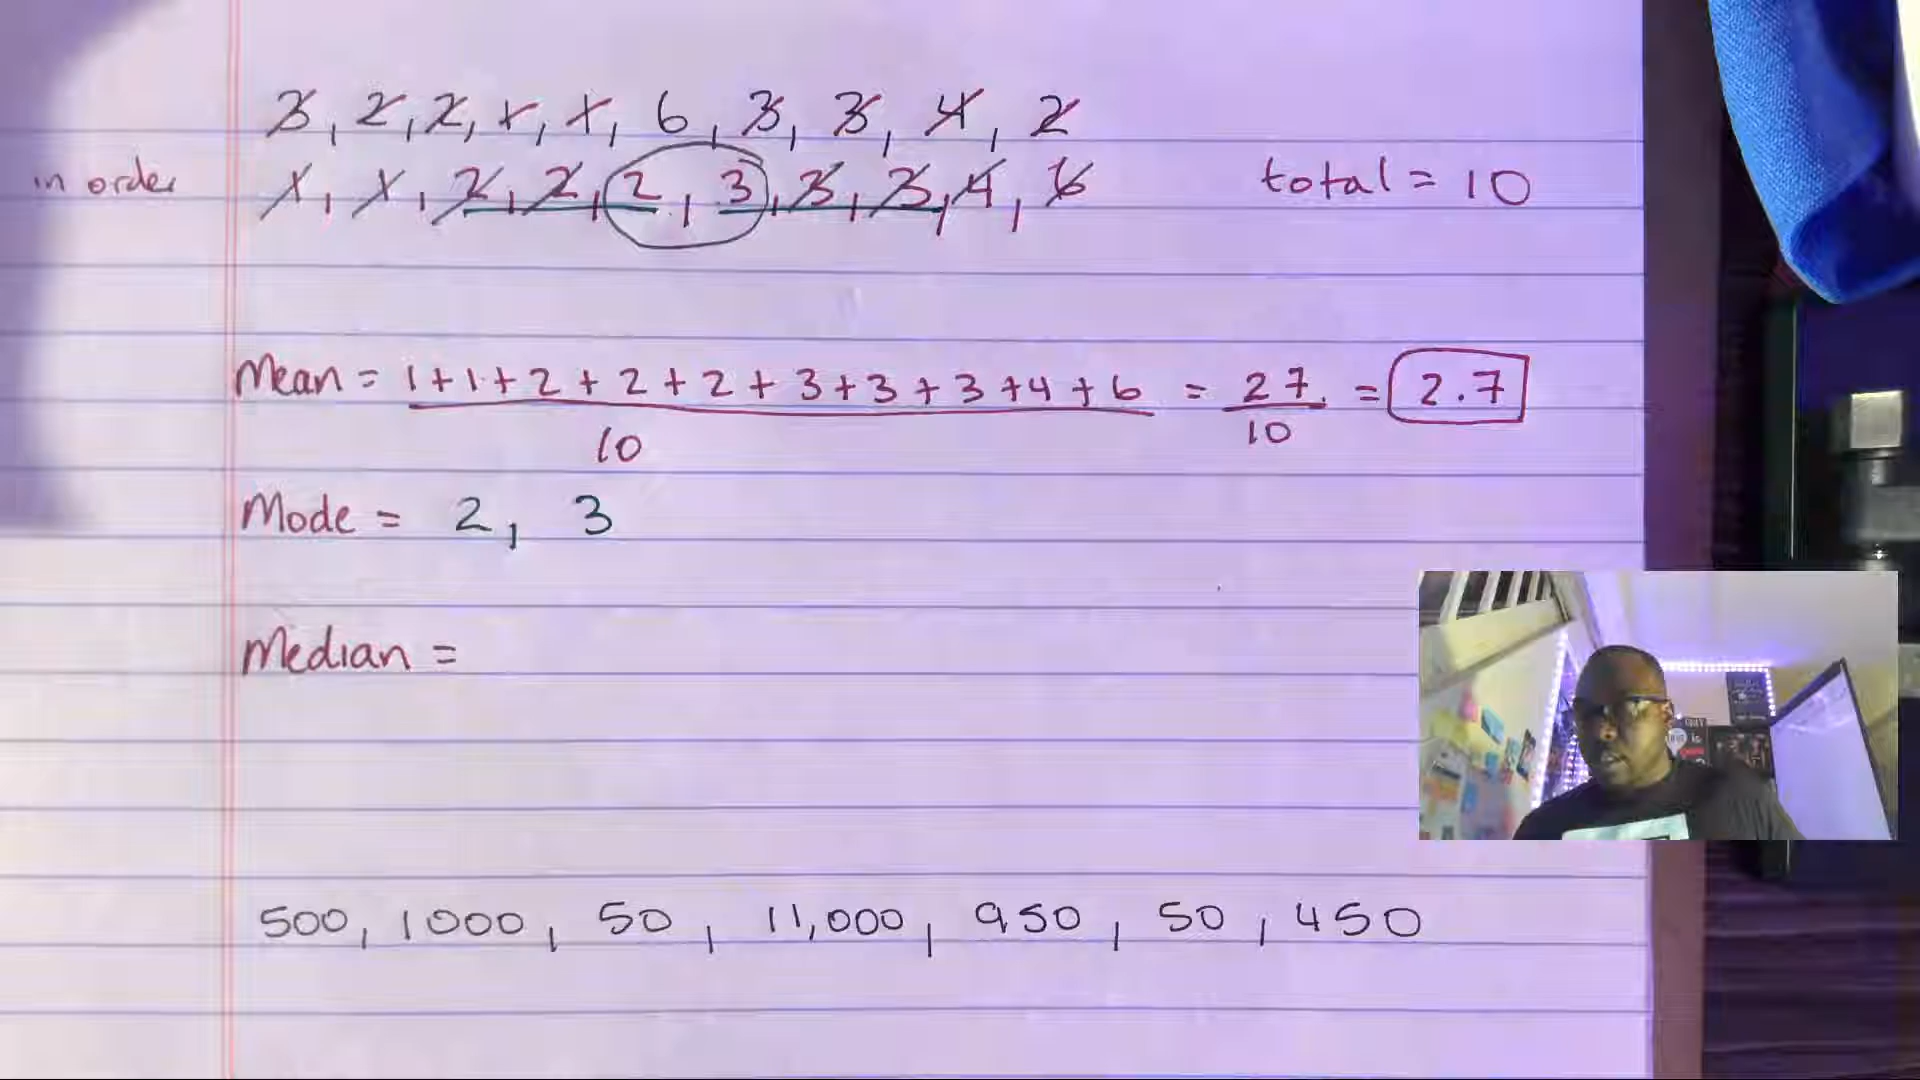 3, 2, 2, 1, 1, 6, 3, 3, 4, 2
in order 1, 1, 2, 2, 2, 3, 3, 3, 4, 6 total = 10
Mean = 1+1+2+2+2+3+3+3+4+6 = 27 = 2.7
10 10
Mode = 2, 3
Median =
500, 1000, 50, 11,000, 950, 50, 450